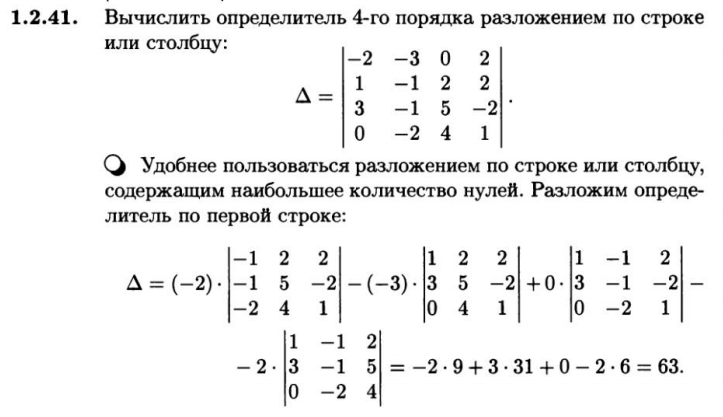 1.2.41. Вычислить определитель 4-го порядка разложением по строке
или столбцу:
Δ = |−2 −3 0 2|
|1 −1 2 2|
|3 −1 5 −2|
|0 −2 4 1|.
Удобнее пользоваться разложением по строке или столбцу,
содержащим наибольшее количество нулей. Разложим опреде-
литель по первой строке:
Δ = (−2) · |−1 2 2; −1 5 −2; −2 4 1| − (−3) · |1 2 2; 3 5 −2; 0 4 1| + 0 · |1 −1 2; 3 −1 −2; 0 −2 1| −
− 2 · |1 −1 2; 3 −1 5; 0 −2 4| = −2 · 9 + 3 · 31 + 0 − 2 · 6 = 63.